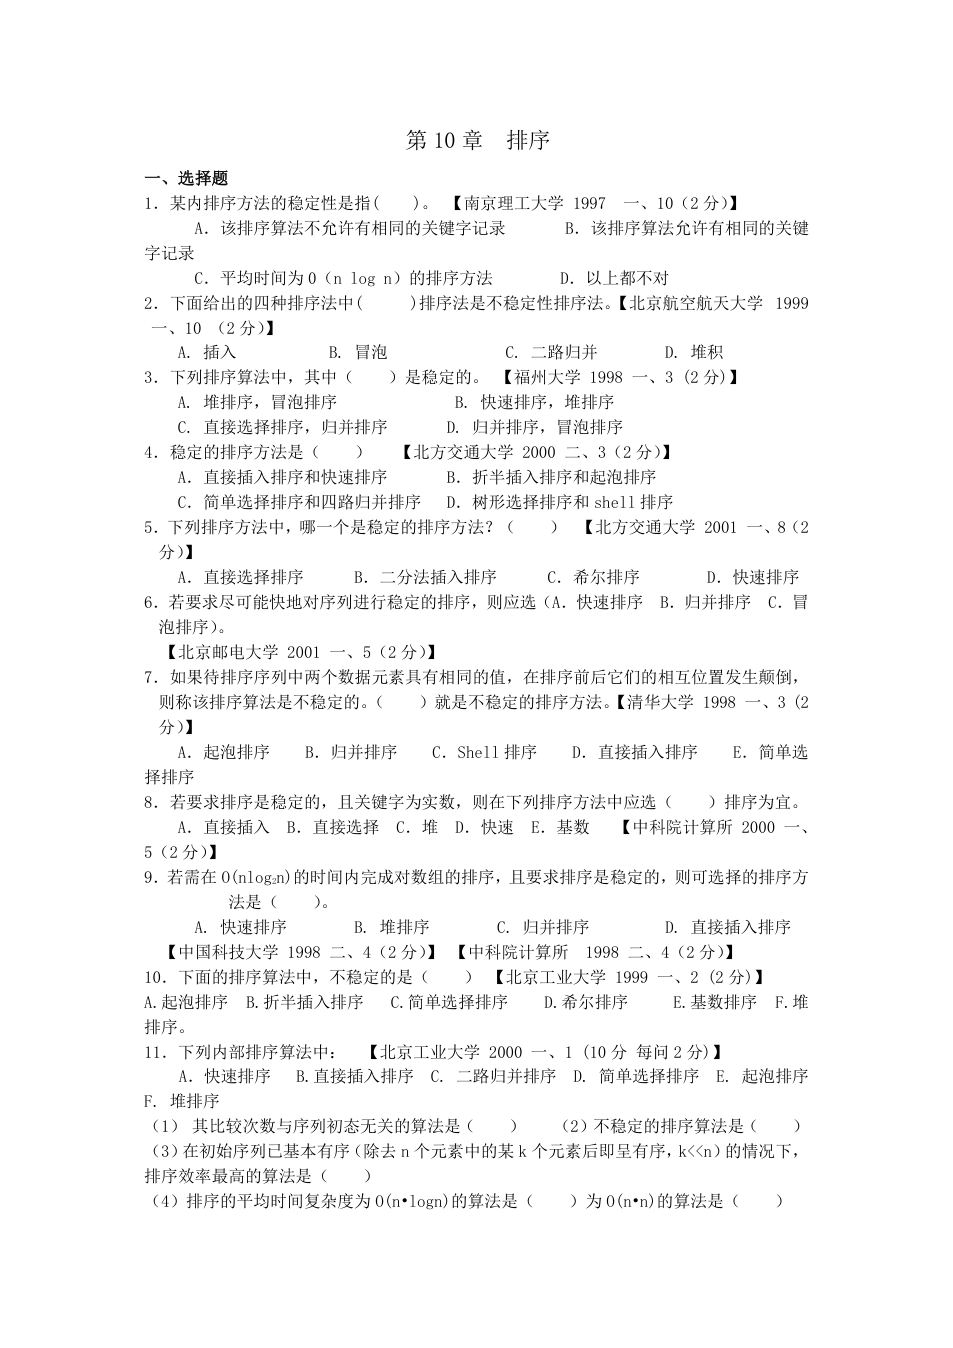 第 10 章　排序
一、选择题
1．某内排序方法的稳定性是指(　　)。 【南京理工大学 1997　一、10（2 分）】
A．该排序算法不允许有相同的关键字记录　　　B．该排序算法允许有相同的关键
字记录
C．平均时间为 0（n log n）的排序方法　　　D．以上都不对
2．下面给出的四种排序法中(　　)排序法是不稳定性排序法。【北京航空航天大学 1999
一、10 （2 分）】
A. 插入　　　B. 冒泡　　　C. 二路归并　　　D. 堆积
3．下列排序算法中，其中（　　）是稳定的。 【福州大学 1998 一、3 (2 分)】
A. 堆排序，冒泡排序　　　B. 快速排序，堆排序
C. 直接选择排序，归并排序　　　D. 归并排序，冒泡排序
4．稳定的排序方法是（　　）　【北方交通大学 2000 二、3（2 分）】
A．直接插入排序和快速排序　　　B．折半插入排序和起泡排序
C．简单选择排序和四路归并排序　　D．树形选择排序和 shell 排序
5．下列排序方法中，哪一个是稳定的排序方法？（　　）　【北方交通大学 2001 一、8（2
分）】
A．直接选择排序　　　B．二分法插入排序　　　C．希尔排序　　　D．快速排序
6．若要求尽可能快地对序列进行稳定的排序，则应选（A．快速排序　B．归并排序　C．冒
泡排序）。
【北京邮电大学 2001 一、5（2 分）】
7．如果待排序序列中两个数据元素具有相同的值，在排序前后它们的相互位置发生颠倒，
则称该排序算法是不稳定的。（　　）就是不稳定的排序方法。【清华大学 1998 一、3 (2
分)】
A．起泡排序　　B．归并排序　　C．Shell 排序　　D．直接插入排序　　E．简单选
择排序
8．若要求排序是稳定的，且关键字为实数，则在下列排序方法中应选（　　）排序为宜。
A．直接插入　B．直接选择　C．堆　D．快速　E．基数　【中科院计算所 2000 一、
5（2 分）】
9．若需在 O(nlog₂n)的时间内完成对数组的排序，且要求排序是稳定的，则可选择的排序方
法是（　　）。
A. 快速排序　　　B. 堆排序　　　C. 归并排序　　　D. 直接插入排序
【中国科技大学 1998 二、4（2 分）】 【中科院计算所　1998 二、4（2 分）】
10．下面的排序算法中，不稳定的是（　　） 【北京工业大学 1999 一、2 (2 分)】
A.起泡排序　B.折半插入排序　C.简单选择排序　D.希尔排序　　E.基数排序　F.堆
排序。
11．下列内部排序算法中：　【北京工业大学 2000 一、1 (10 分 每问 2 分)】
A．快速排序　B.直接插入排序　C. 二路归并排序　D. 简单选择排序　E. 起泡排序
F. 堆排序
（1） 其比较次数与序列初态无关的算法是（　　）　　（2）不稳定的排序算法是（　　）
（3）在初始序列已基本有序（除去 n 个元素中的某 k 个元素后即呈有序，k<<n）的情况下，
排序效率最高的算法是（　　）
（4）排序的平均时间复杂度为 O(n•logn)的算法是（　　）为 O(n•n)的算法是（　　）